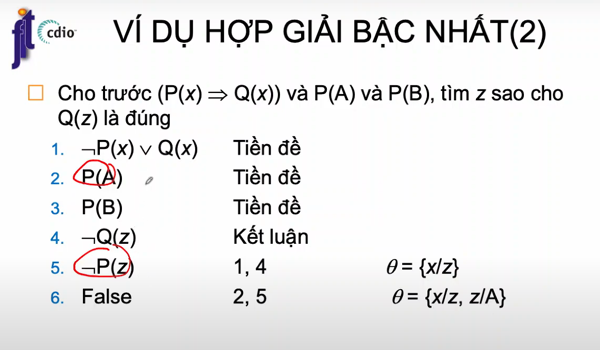 fit cdio
VÍ DỤ HỢP GIẢI BẬC NHẤT(2)
Cho trước (P(x) ⇒ Q(x)) và P(A) và P(B), tìm z sao cho
Q(z) là đúng
1. ¬P(x) ∨ Q(x) Tiền đề
2. P(A) Tiền đề
3. P(B) Tiền đề
4. ¬Q(z) Kết luận
5. ¬P(z) 1, 4 θ = {x/z}
6. False 2, 5 θ = {x/z, z/A}